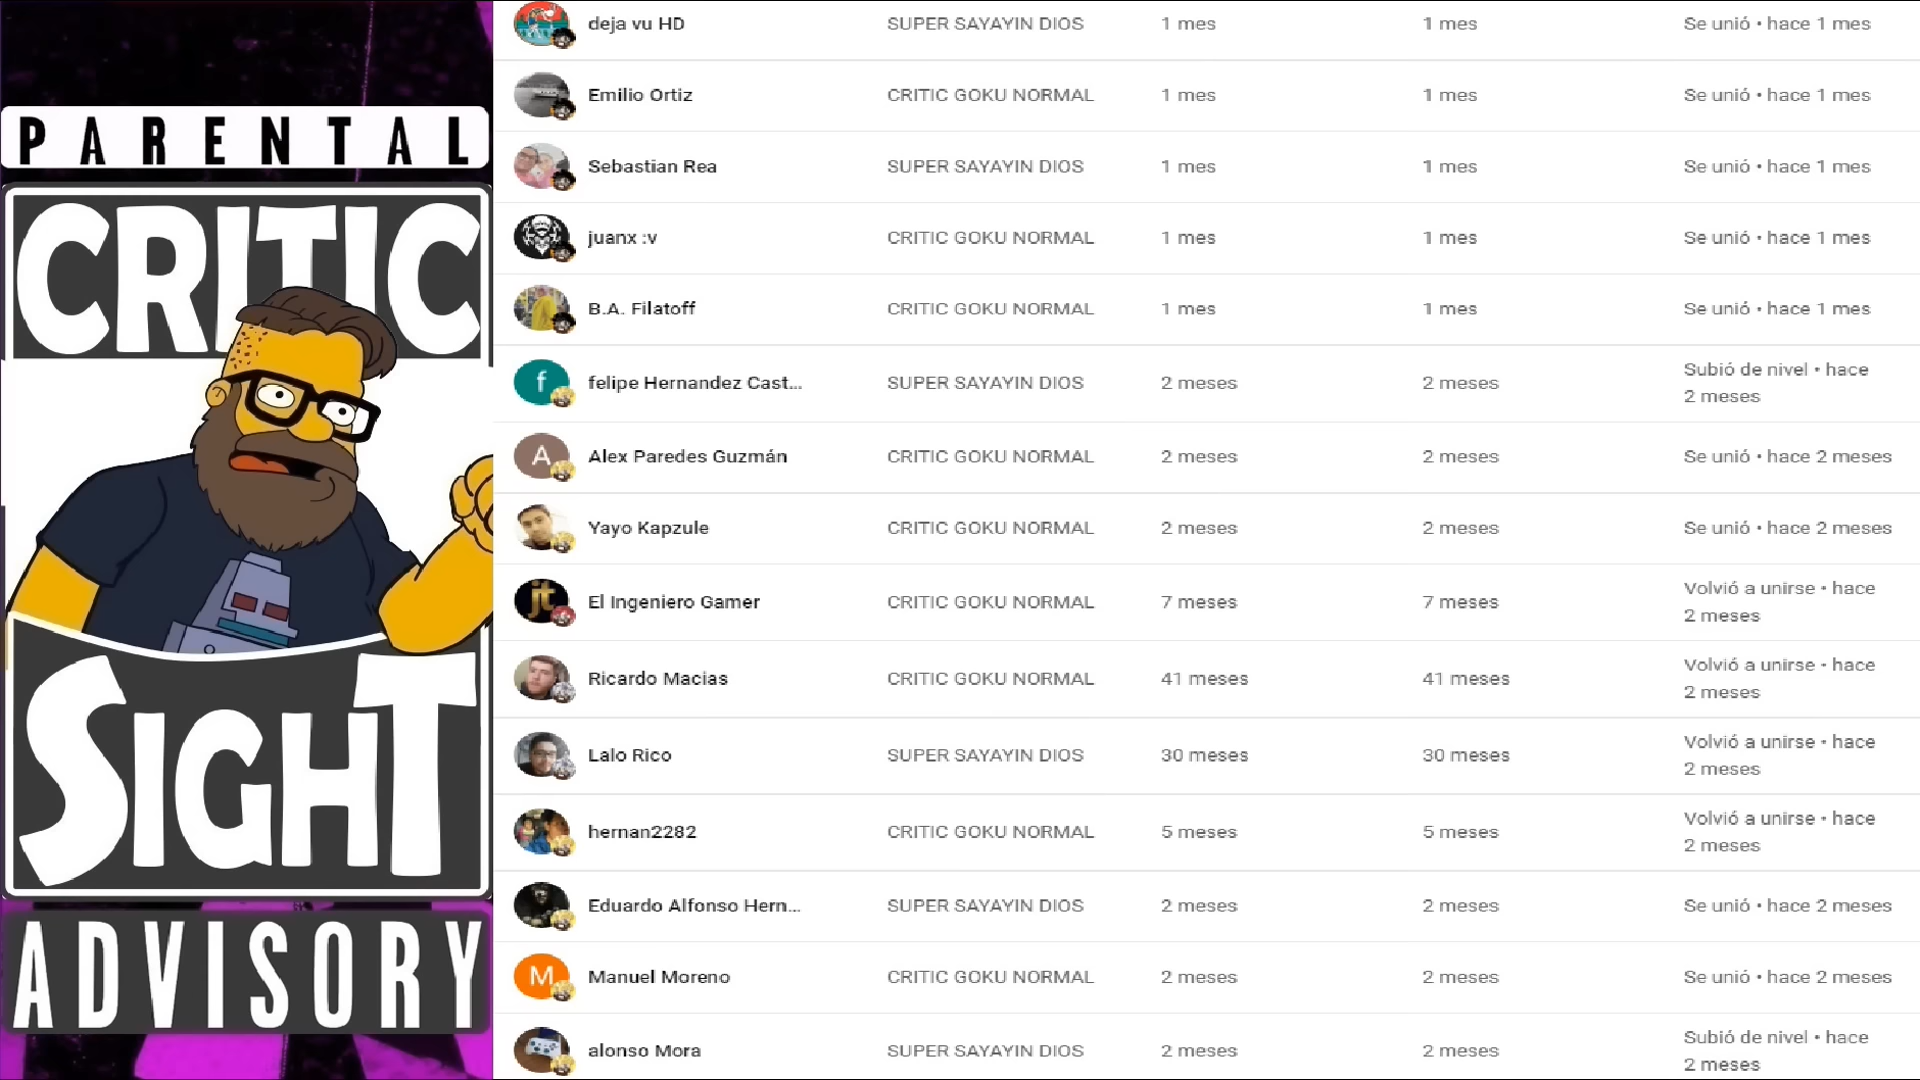 PARENTAL
CRITIC
SIGHT
ADVISORY
deja vu HD SUPER SAYAYIN DIOS 1 mes 1 mes Se unió • hace 1 mes
Emilio Ortiz CRITIC GOKU NORMAL 1 mes 1 mes Se unió • hace 1 mes
Sebastian Rea SUPER SAYAYIN DIOS 1 mes 1 mes Se unió • hace 1 mes
juanx :v CRITIC GOKU NORMAL 1 mes 1 mes Se unió • hace 1 mes
B.A. Filatoff CRITIC GOKU NORMAL 1 mes 1 mes Se unió • hace 1 mes
f felipe Hernandez Cast... SUPER SAYAYIN DIOS 2 meses 2 meses Subió de nivel • hace
2 meses
A Alex Paredes Guzmán CRITIC GOKU NORMAL 2 meses 2 meses Se unió • hace 2 meses
Yayo Kapzule CRITIC GOKU NORMAL 2 meses 2 meses Se unió • hace 2 meses
jt El Ingeniero Gamer CRITIC GOKU NORMAL 7 meses 7 meses Volvió a unirse • hace
2 meses
Ricardo Macias CRITIC GOKU NORMAL 41 meses 41 meses Volvió a unirse • hace
2 meses
Lalo Rico SUPER SAYAYIN DIOS 30 meses 30 meses Volvió a unirse • hace
2 meses
hernan2282 CRITIC GOKU NORMAL 5 meses 5 meses Volvió a unirse • hace
2 meses
Eduardo Alfonso Hern... SUPER SAYAYIN DIOS 2 meses 2 meses Se unió • hace 2 meses
M Manuel Moreno CRITIC GOKU NORMAL 2 meses 2 meses Se unió • hace 2 meses
alonso Mora SUPER SAYAYIN DIOS 2 meses 2 meses Subió de nivel • hace
2 meses